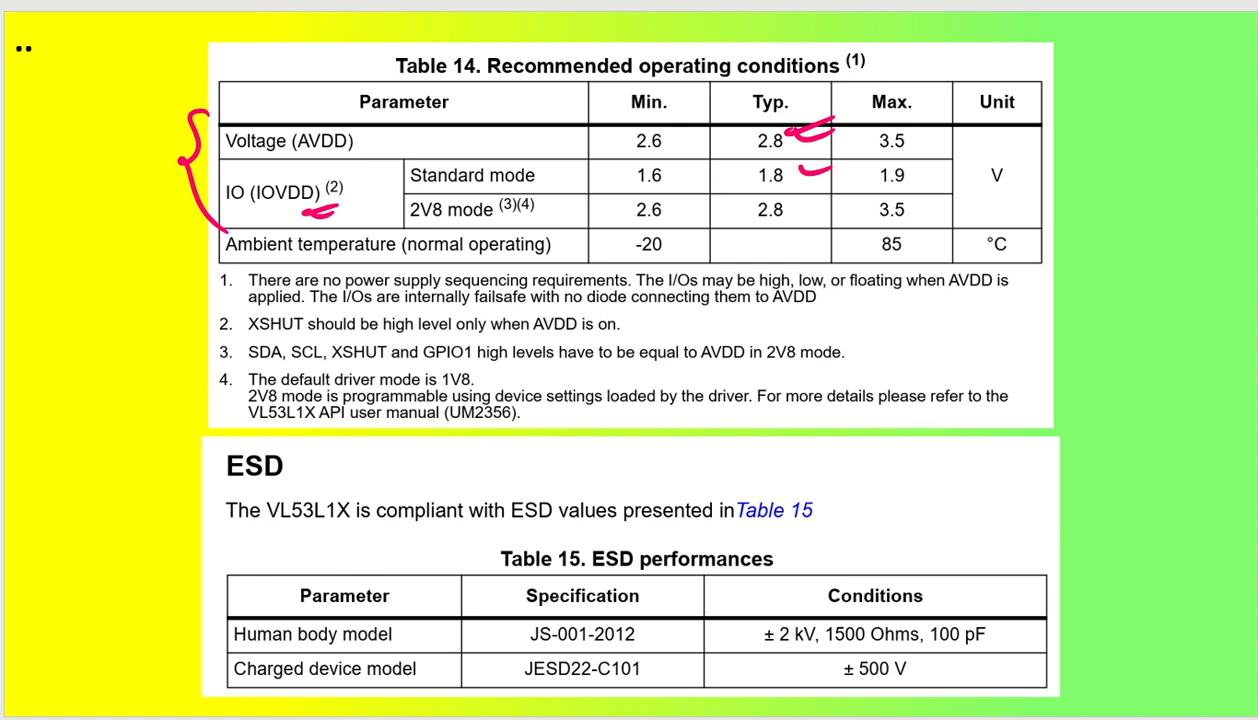 Table 14. Recommended operating conditions (1)
Parameter Min. Typ. Max. Unit
Voltage (AVDD) 2.6 2.8 3.5 V
IO (IOVDD) (2) Standard mode 1.6 1.8 1.9
2V8 mode (3)(4) 2.6 2.8 3.5
Ambient temperature (normal operating) -20 85 °C
1. There are no power supply sequencing requirements. The I/Os may be high, low, or floating when AVDD is
applied. The I/Os are internally failsafe with no diode connecting them to AVDD
2. XSHUT should be high level only when AVDD is on.
3. SDA, SCL, XSHUT and GPIO1 high levels have to be equal to AVDD in 2V8 mode.
4. The default driver mode is 1V8.
2V8 mode is programmable using device settings loaded by the driver. For more details please refer to the
VL53L1X API user manual (UM2356).
ESD
The VL53L1X is compliant with ESD values presented inTable 15
Table 15. ESD performances
Parameter Specification Conditions
Human body model JS-001-2012 ± 2 kV, 1500 Ohms, 100 pF
Charged device model JESD22-C101 ± 500 V